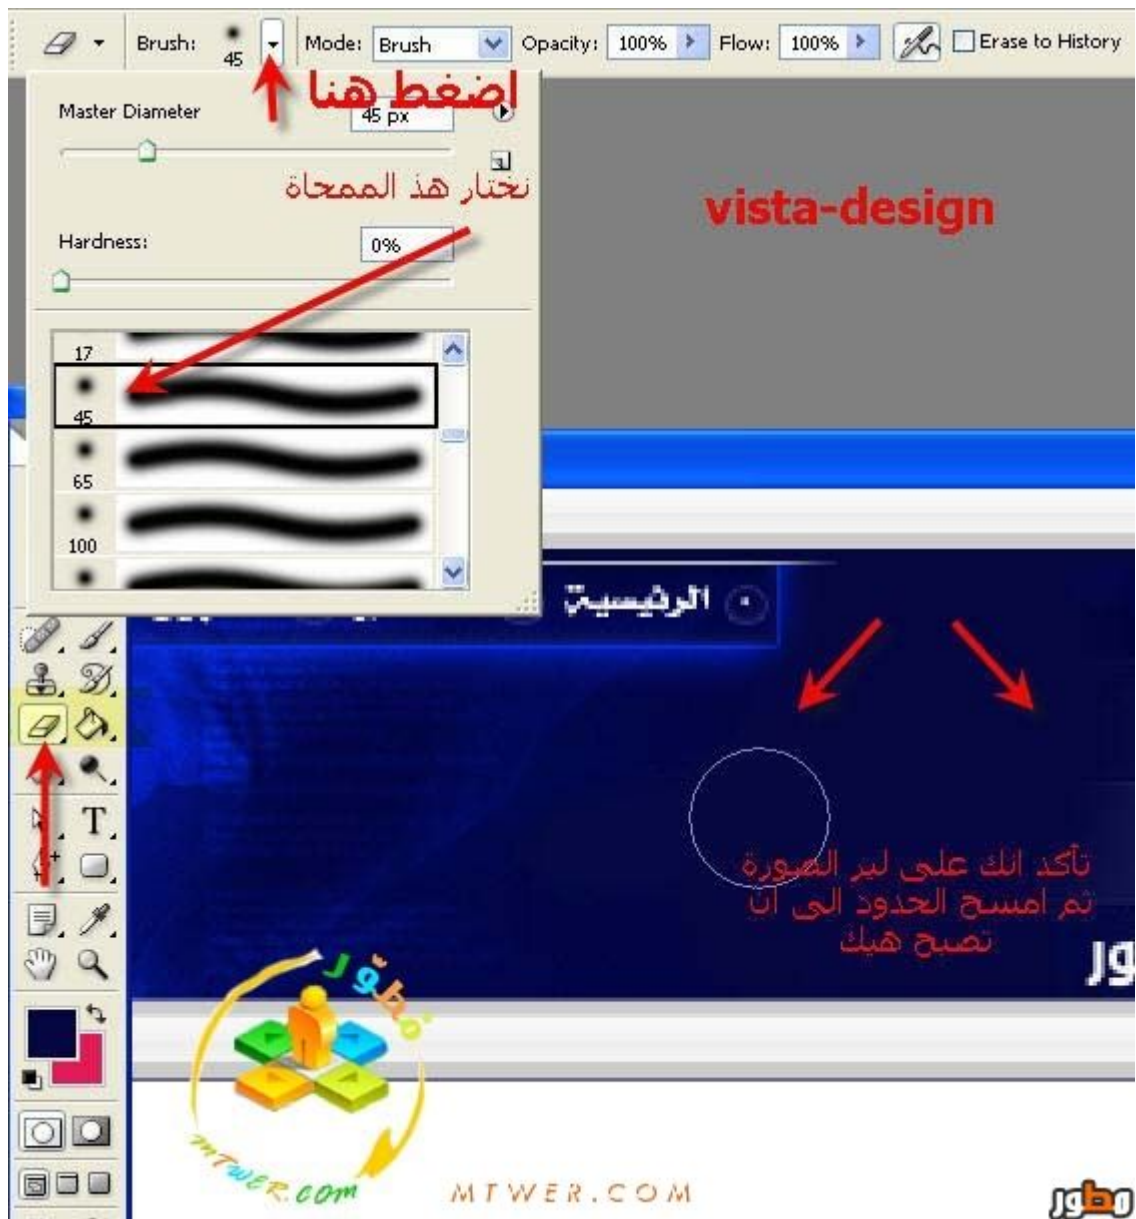 Brush: 45 Mode: Brush Opacity: 100% Flow: 100% Erase to History
اضغط هنا
Master Diameter 45 px
نختار هذ الممحاة
vista-design
Hardness: 0%
17
45
65
100
الرئيسية
T
تأكد انك على لير الصورة
ثم امسح الحدود الى ان
تصبح هيك
ور
مطور
mTWER.com
MTWER.COM
مطور